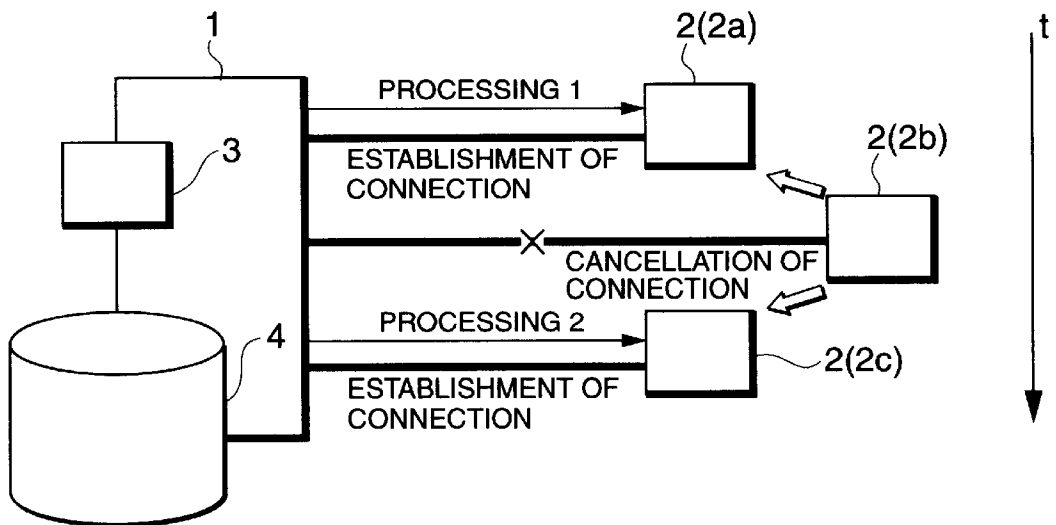 1
2(2a)
t
PROCESSING 1
3
ESTABLISHMENT OF
CONNECTION
2(2b)
CANCELLATION OF
CONNECTION
4
PROCESSING 2
2(2c)
ESTABLISHMENT OF
CONNECTION